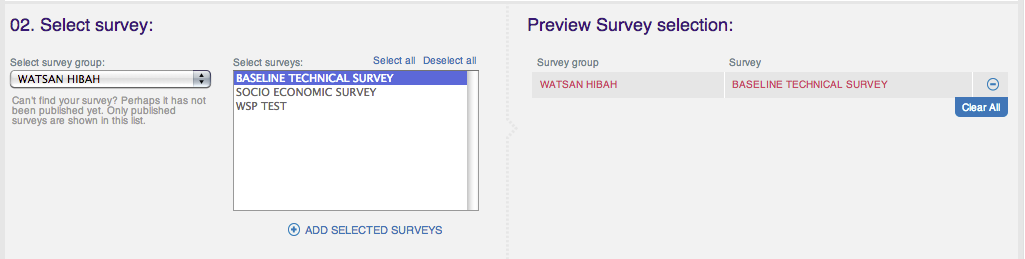 02. Select survey:
Select survey group:
WATSAN HIBAH
Can't find your survey? Perhaps it has not
been published yet. Only published
surveys are shown in this list.
Select surveys:
Select all Deselect all
BASELINE TECHNICAL SURVEY
SOCIO ECONOMIC SURVEY
WSP TEST
ADD SELECTED SURVEYS
Preview Survey selection:
Survey group Survey
WATSAN HIBAH BASELINE TECHNICAL SURVEY
Clear All